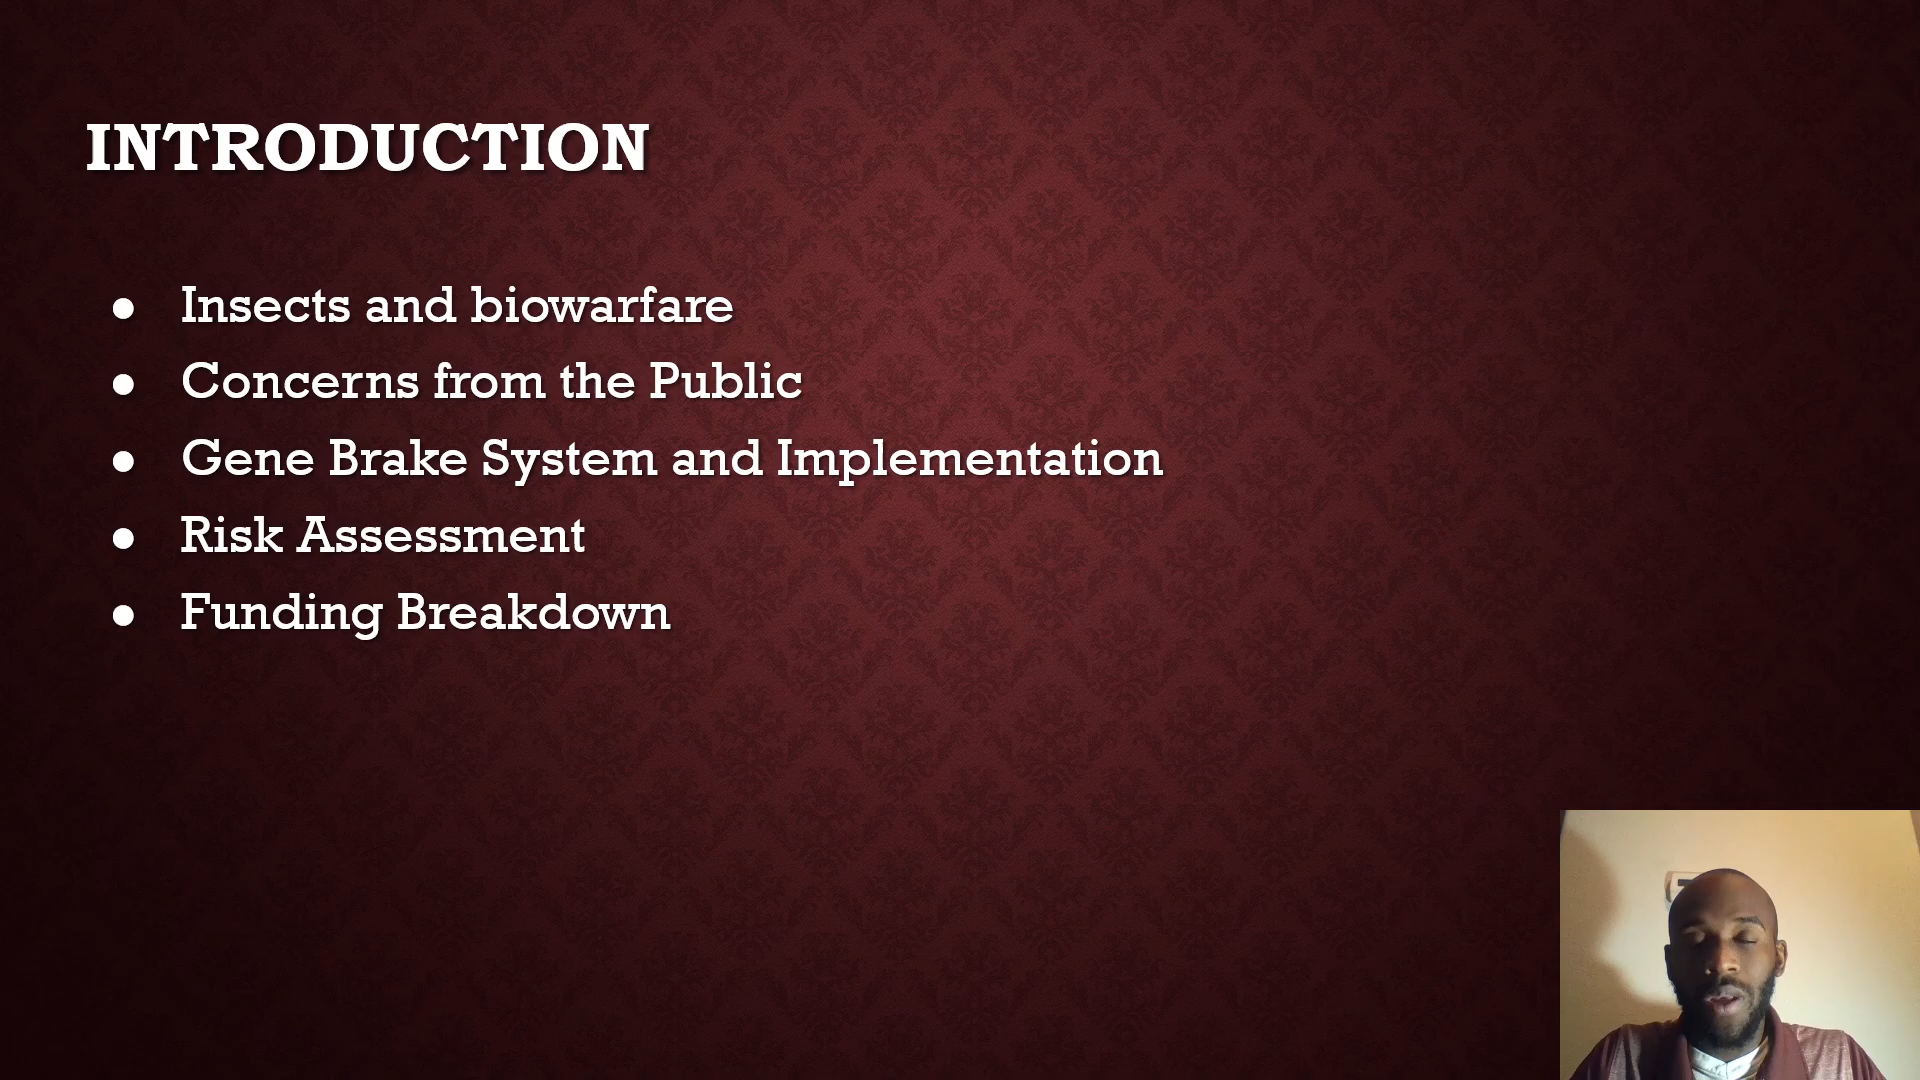 INTRODUCTION
● Insects and biowarfare
● Concerns from the Public
● Gene Brake System and Implementation
● Risk Assessment
● Funding Breakdown